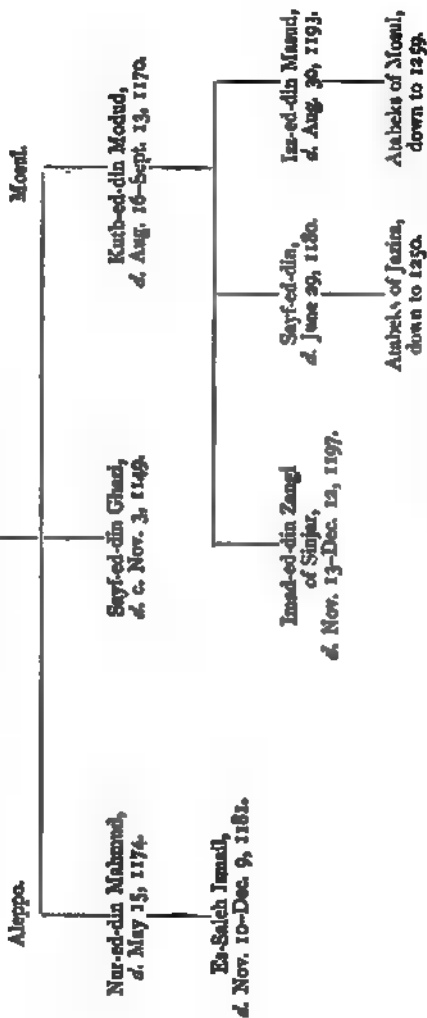 Aleppo.
Mosul.
Nur-ed-din Mahmoud,
d. May 15, 1174.
Sayf-ed-din Ghazi,
d. c. Nov. 3, 1149.
Kutb-ed-din Modud,
d. Aug. 16-Sept. 13, 1170.
Es-Saleh Ismail,
d. Nov. 10-Dec. 9, 1181.
Imad-ed-din Zangi
of Sinjar,
d. Nov. 13-Dec. 12, 1197.
Sayf-ed-din,
d. June 29, 1180.
Izz-ed-din Masud,
d. Aug. 30, 1193.
Atabeks of Jazira,
down to 1250.
Atabeks of Mosul,
down to 1259.